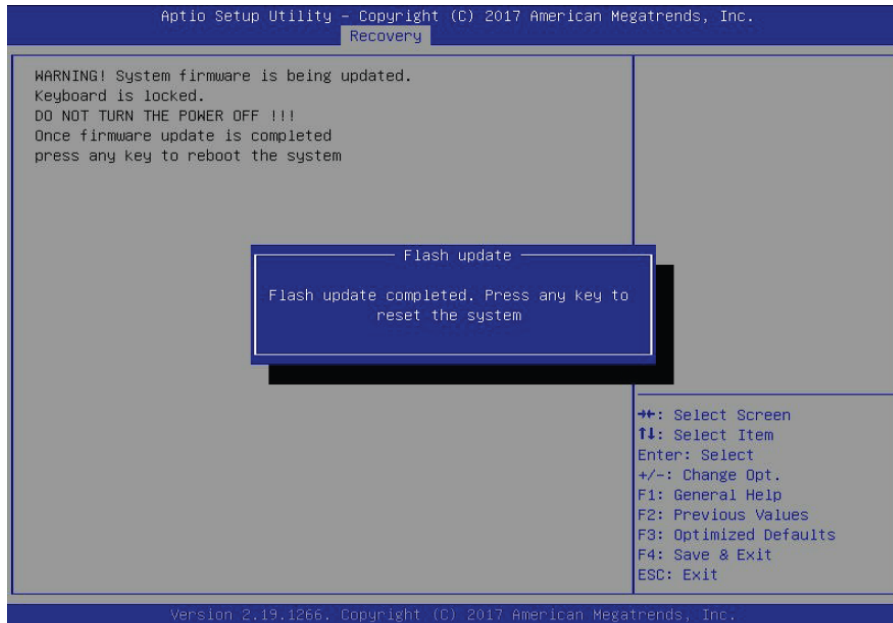 Aptio Setup Utility – Copyright (C) 2017 American Megatrends, Inc.
Recovery
WARNING! System firmware is being updated.
Keyboard is locked.
DO NOT TURN THE POWER OFF !!!
Once firmware update is completed
press any key to reboot the system
Flash update
Flash update completed. Press any key to
reset the system
→←: Select Screen
↑↓: Select Item
Enter: Select
+/-: Change Opt.
F1: General Help
F2: Previous Values
F3: Optimized Defaults
F4: Save & Exit
ESC: Exit
Version 2.19.1266. Copyright (C) 2017 American Megatrends, Inc.